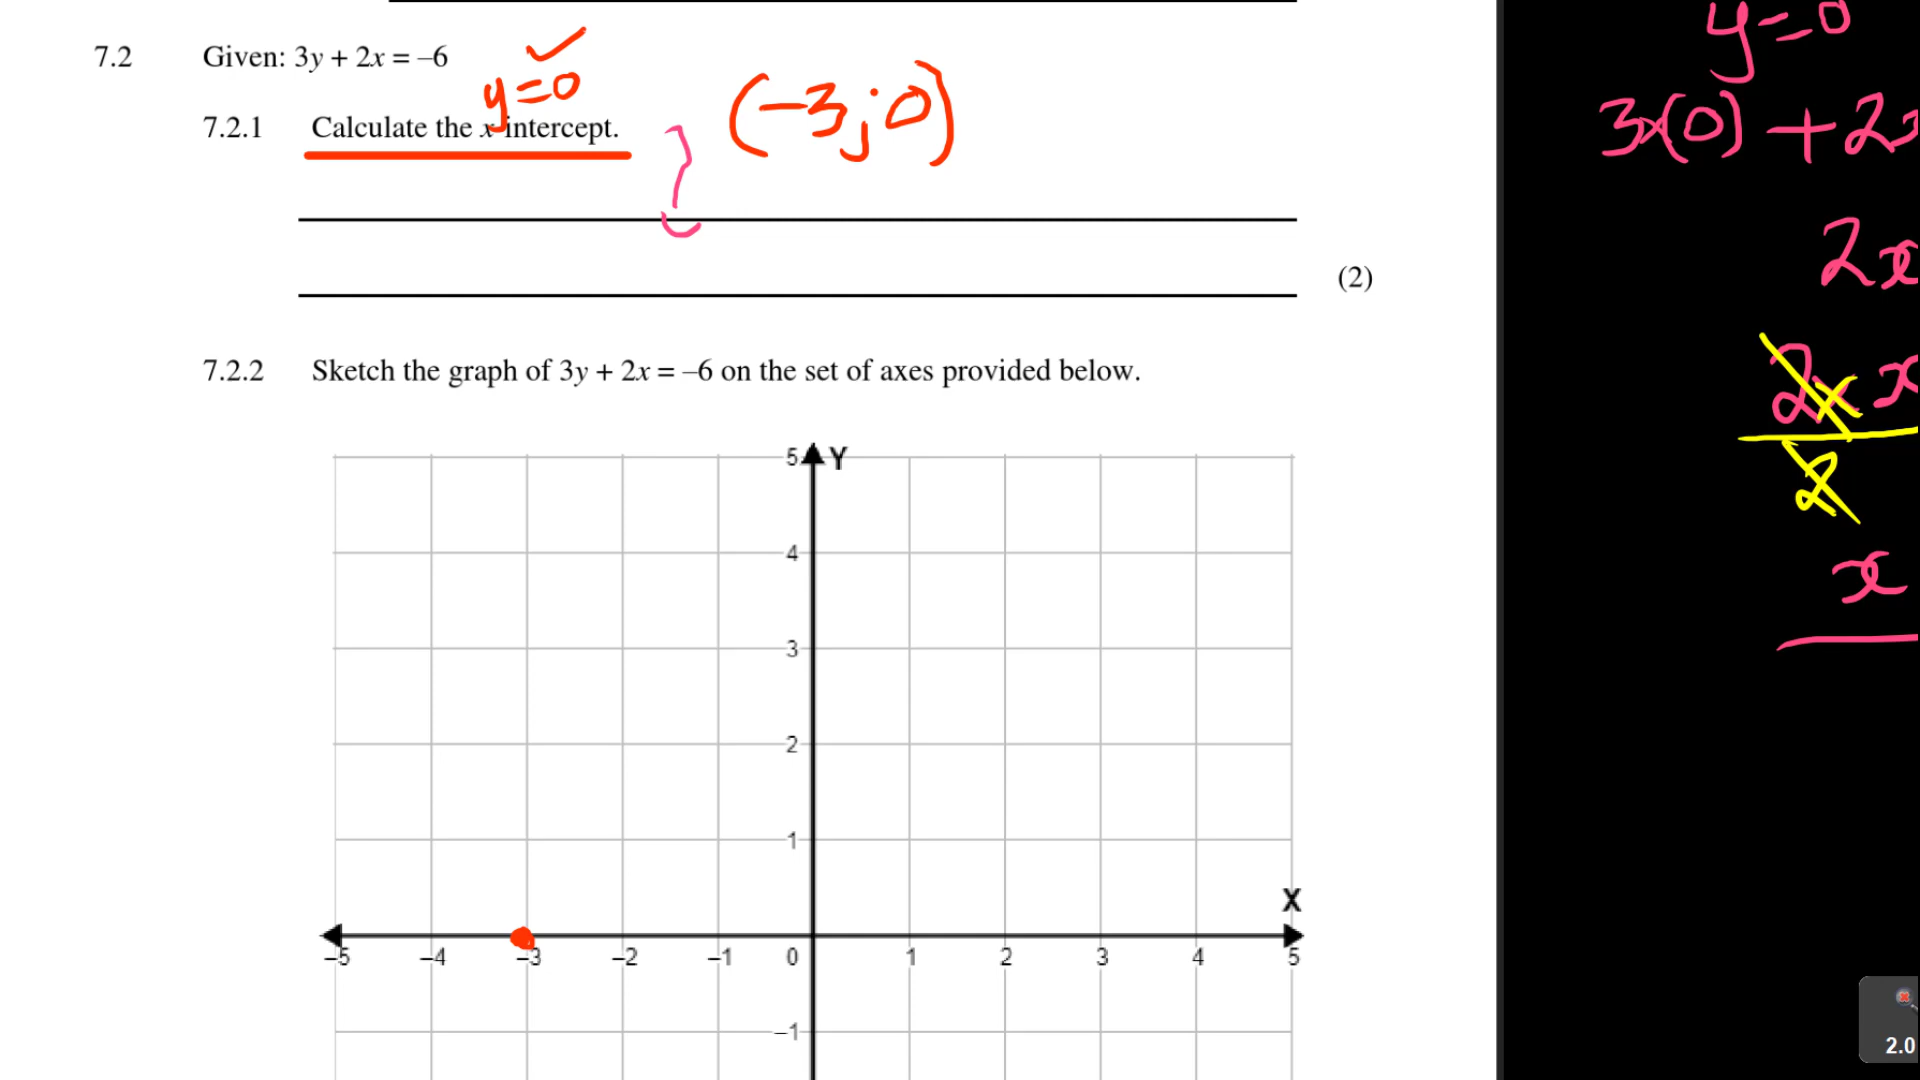 7.2 Given: 3y + 2x = –6
y=0
7.2.1 Calculate the x intercept.
(-3;0)
(2)
7.2.2 Sketch the graph of 3y + 2x = –6 on the set of axes provided below.
5 Y
4
3
2
1
X
–5 –4 –3 –2 –1 0 1 2 3 4 5
–1
y=0
3x(0) + 2x
2x
2x x
2
x
2.0